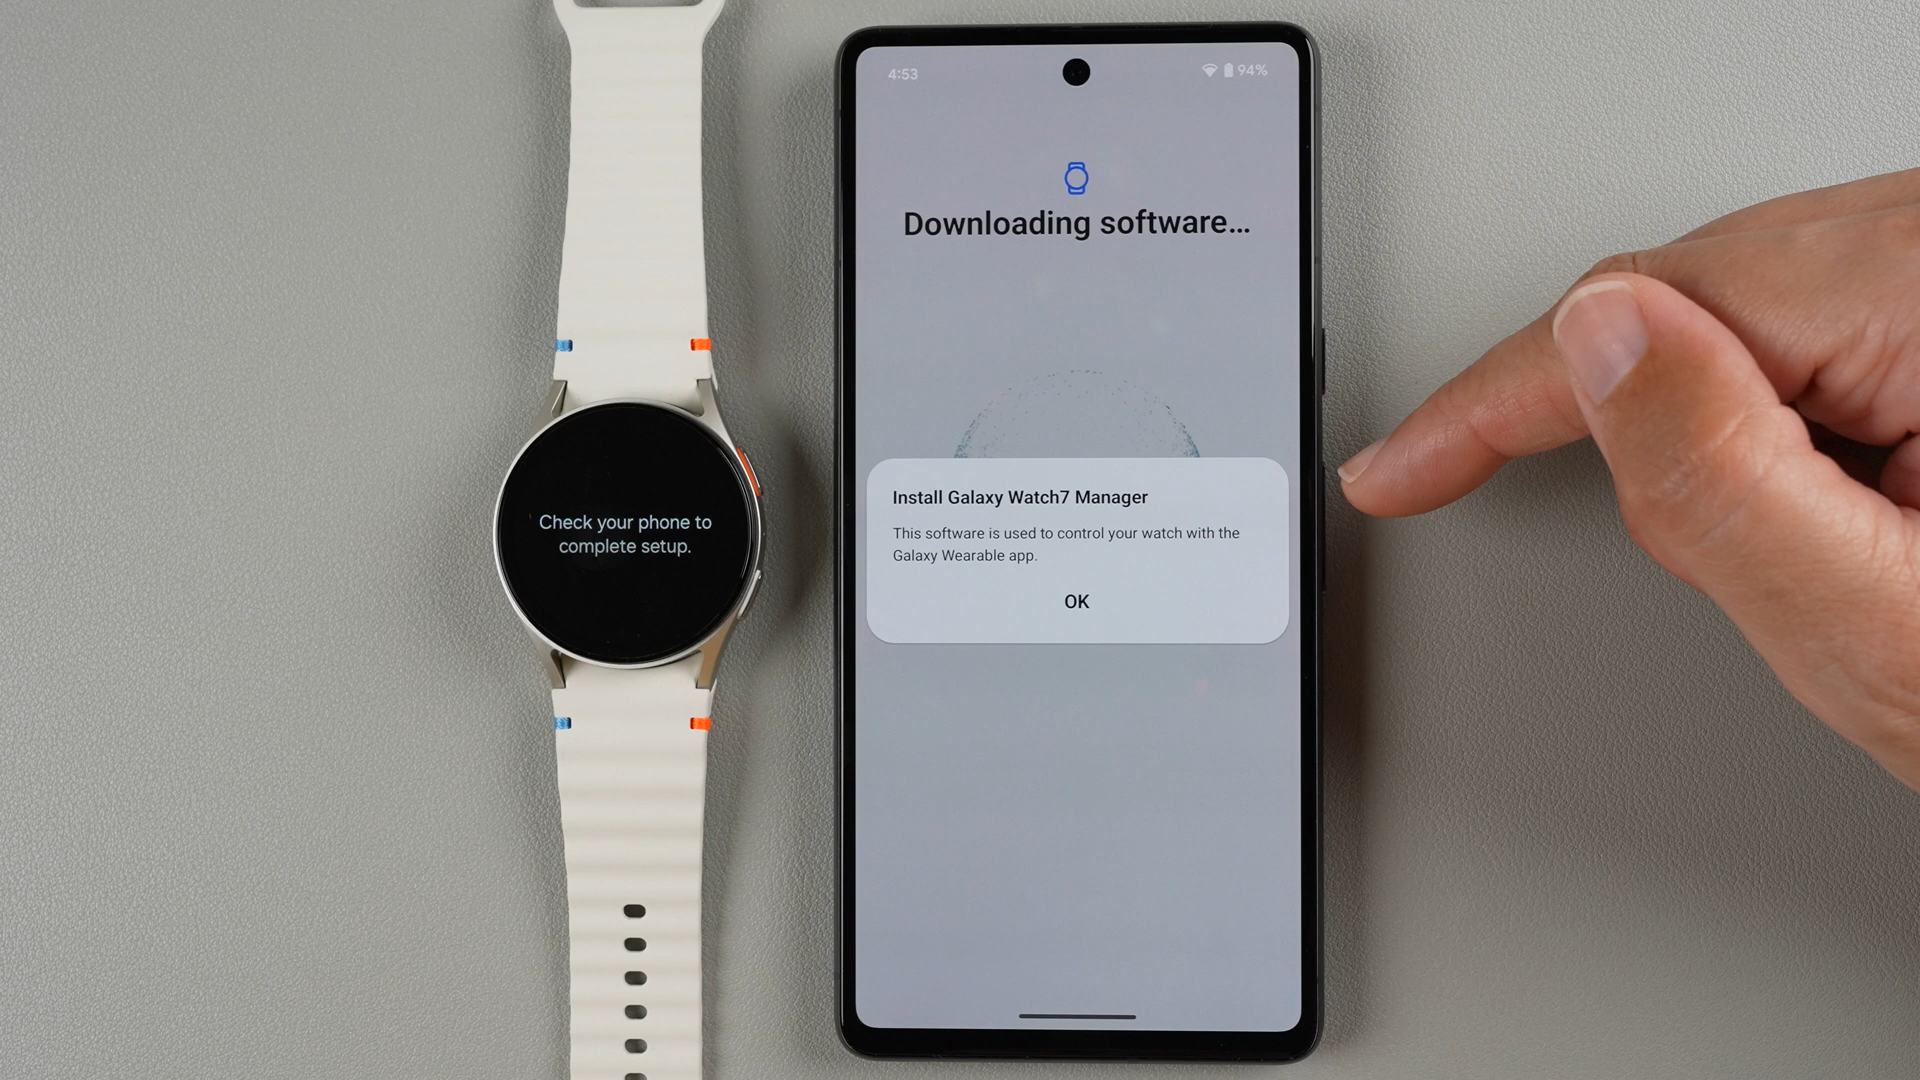 Check your phone to
complete setup.
4:53
94%
Downloading software...
Install Galaxy Watch7 Manager
This software is used to control your watch with the
Galaxy Wearable app.
OK